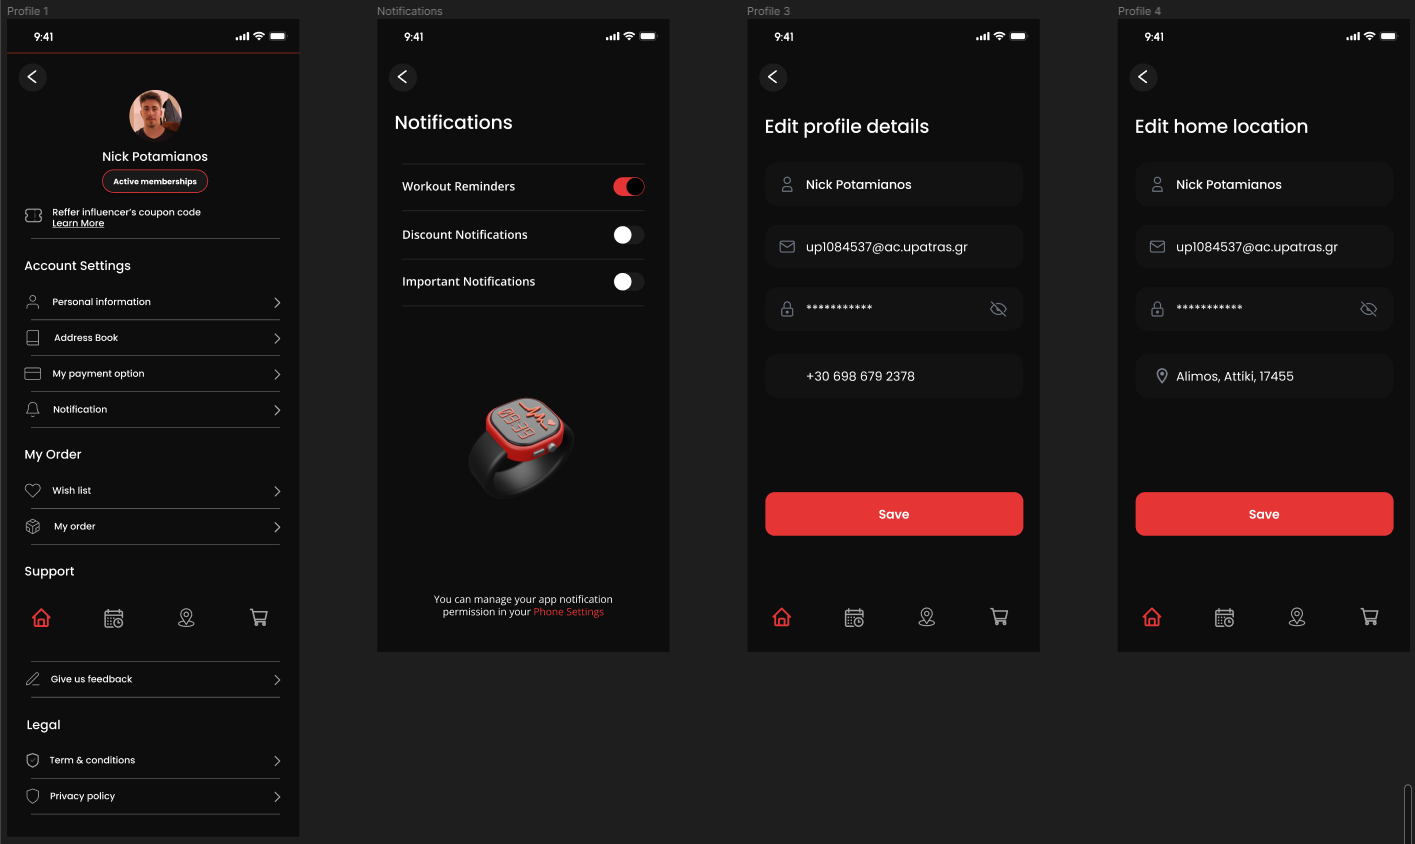 Profile 1
9:41
Nick Potamianos
Active memberships
Reffer influencer's coupon code
Learn More
Account Settings
Personal information
Address Book
My payment option
Notification
My Order
Wish list
My order
Support
Give us feedback
Legal
Term & conditions
Privacy policy
Notifications
9:41
Notifications
Workout Reminders
Discount Notifications
Important Notifications
You can manage your app notification
permission in your Phone Settings
Profile 3
9:41
Edit profile details
Nick Potamianos
up1084537@ac.upatras.gr
***********
+30 698 679 2378
Save
Profile 4
9:41
Edit home location
Nick Potamianos
up1084537@ac.upatras.gr
***********
Alimos, Attiki, 17455
Save